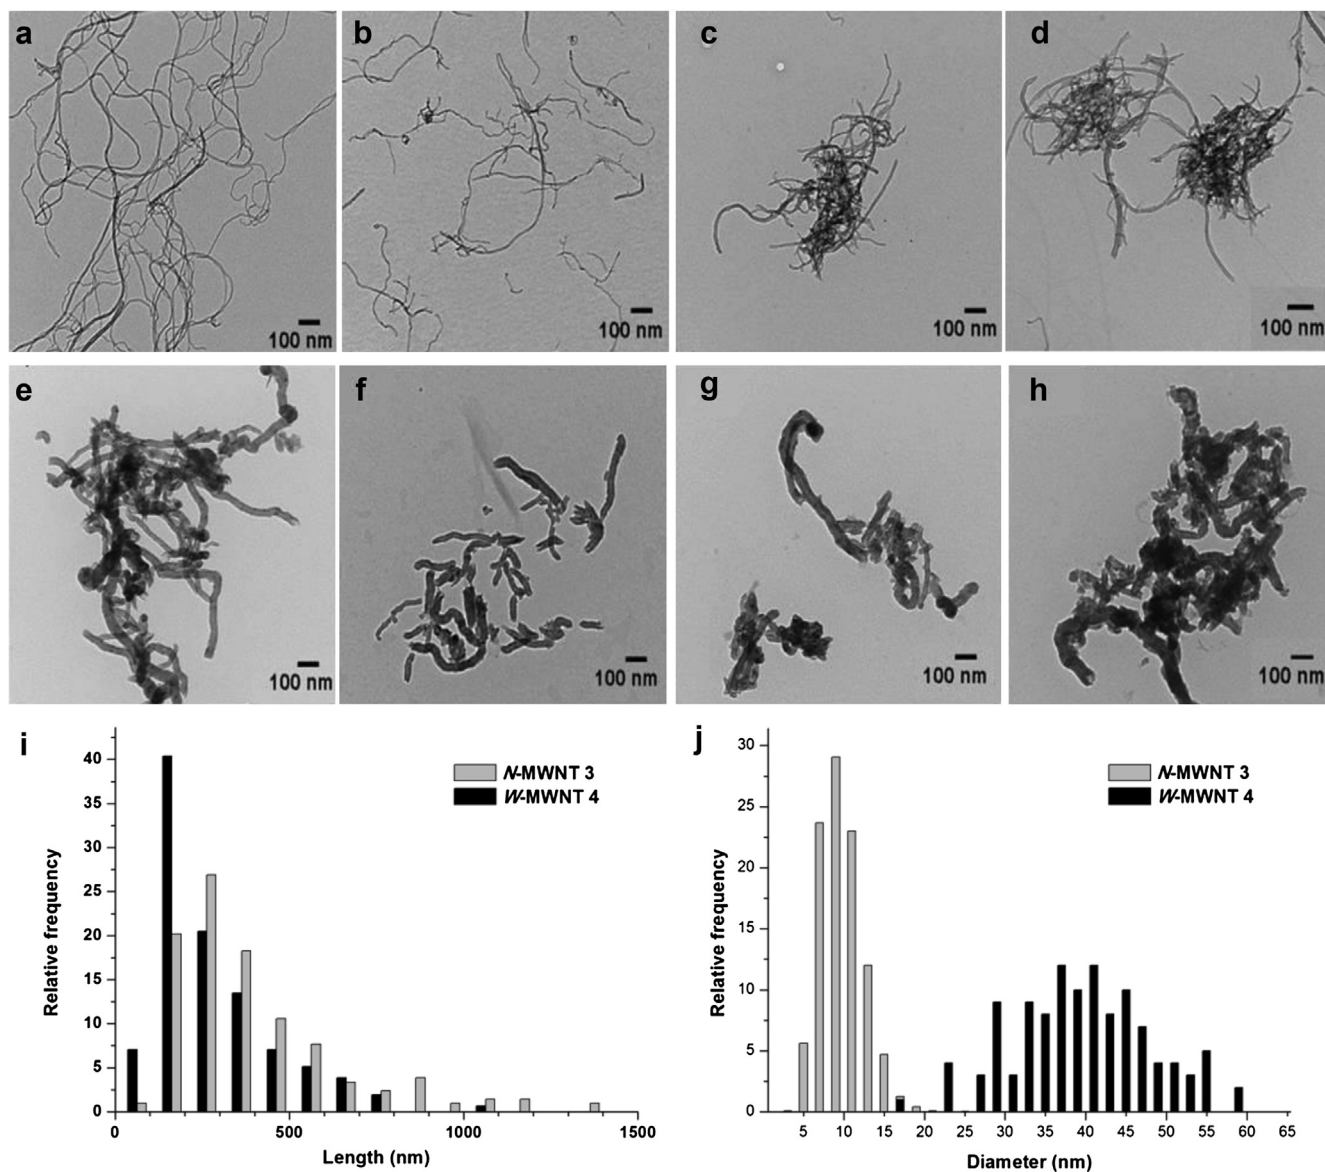 a
b
c
d
100 nm
100 nm
100 nm
100 nm
e
f
g
h
100 nm
100 nm
100 nm
100 nm
i
N-MWNT 3
W-MWNT 4
Relative frequency
40
35
30
25
20
15
10
5
0
0 500 1000 1500
Length (nm)
j
N-MWNT 3
W-MWNT 4
Relative frequency
30
25
20
15
10
5
0
5 10 15 20 25 30 35 40 45 50 55 60 65
Diameter (nm)